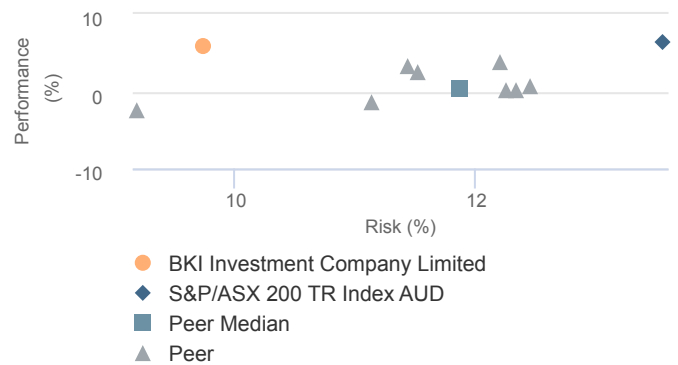 10
Performance
(%)
0
-10
10
12
Risk (%)
BKI Investment Company Limited
S&P/ASX 200 TR Index AUD
Peer Median
Peer